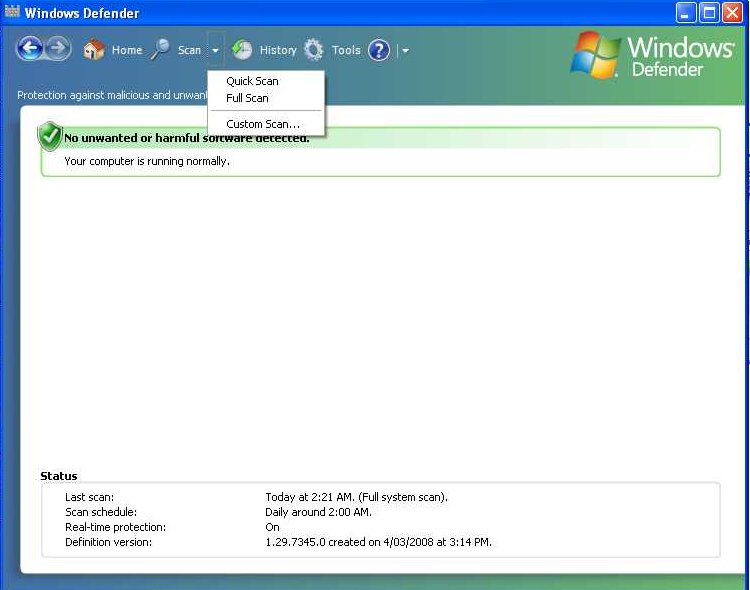 Windows Defender
Home Scan History Tools ?
Windows
Defender
Quick Scan
Full Scan
Custom Scan...
Protection against malicious and
No unwanted or harmful software detected.
Your computer is running normally.
Status
Last scan: Today at 2:21 AM. (Full system scan).
Scan schedule: Daily around 2:00 AM.
Real-time protection: On
Definition version: 1.29.7345.0 created on 4/03/2008 at 3:14 PM.